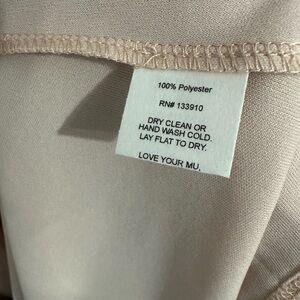 100% Polyester
RN# 133910
DRY CLEAN OR
HAND WASH COLD.
LAY FLAT TO DRY.
LOVE YOUR MU,